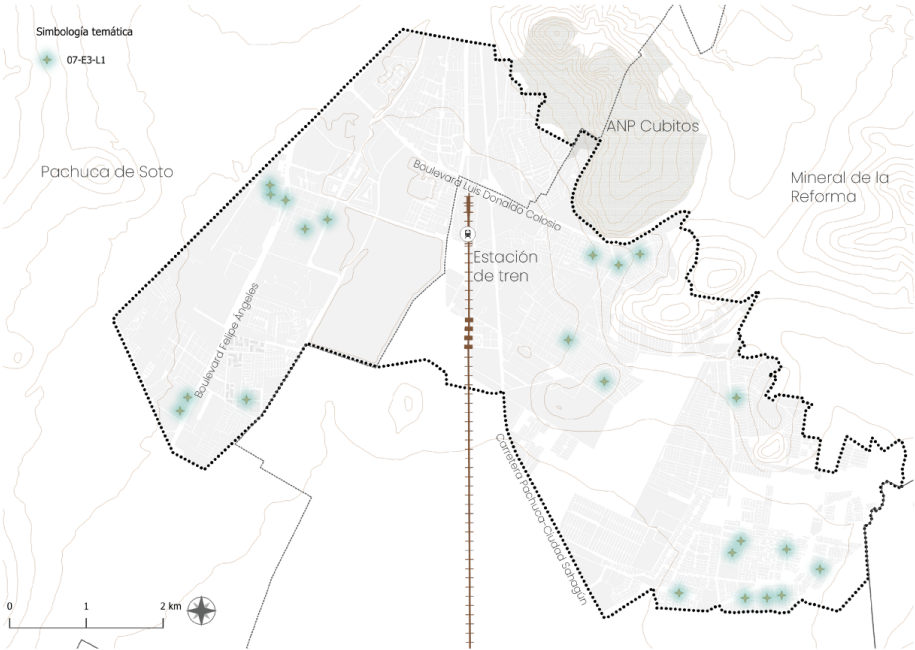 Simbología temática
07-E3-L1
ANP Cubitos
Pachuca de Soto
Boulevard Luis Donaldo Colosio
Mineral de la
Reforma
Estación
de tren
Boulevard Felipe Ángeles
Carretera Pachuca-Ciudad Sahagún
0 1 2 km